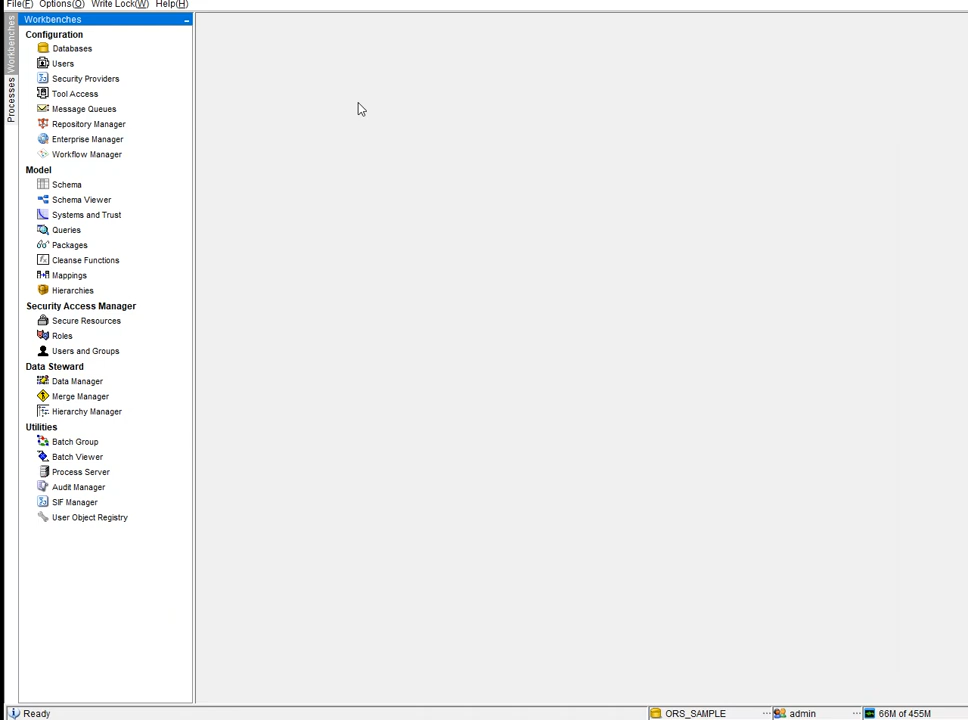 File(F) Options(O) Write Lock(W) Help(H)
Workbenches
Processes
Workbenches
Configuration
Databases
Users
Security Providers
Tool Access
Message Queues
Repository Manager
Enterprise Manager
Workflow Manager
Model
Schema
Schema Viewer
Systems and Trust
Queries
Packages
Cleanse Functions
Mappings
Hierarchies
Security Access Manager
Secure Resources
Roles
Users and Groups
Data Steward
Data Manager
Merge Manager
Hierarchy Manager
Utilities
Batch Group
Batch Viewer
Process Server
Audit Manager
SIF Manager
User Object Registry
Ready ORS_SAMPLE ... admin ... 66M of 455M